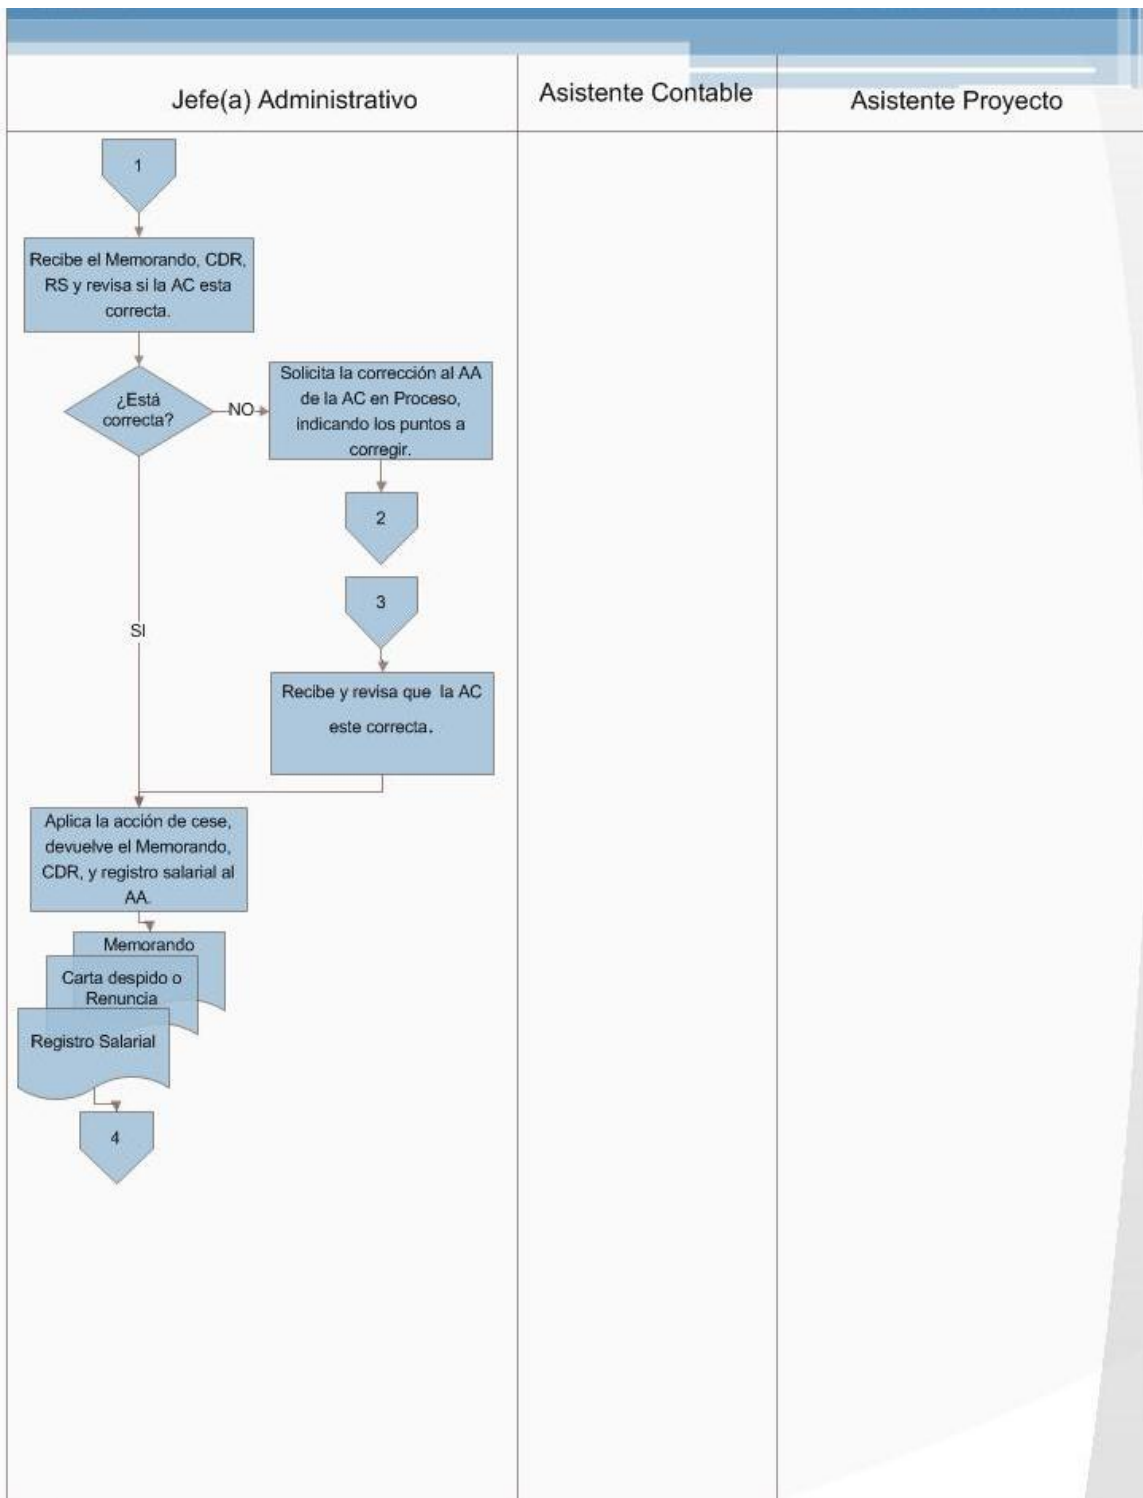 Jefe(a) Administrativo
Asistente Contable
Asistente Proyecto
1
Recibe el Memorando, CDR,
RS y revisa si la AC esta
correcta.
¿Está
correcta?
NO
Solicita la corrección al AA
de la AC en Proceso,
indicando los puntos a
corregir.
2
3
SI
Recibe y revisa que la AC
este correcta.
Aplica la acción de cese,
devuelve el Memorando,
CDR, y registro salarial al
AA.
Memorando
Carta despido o
Renuncia
Registro Salarial
4